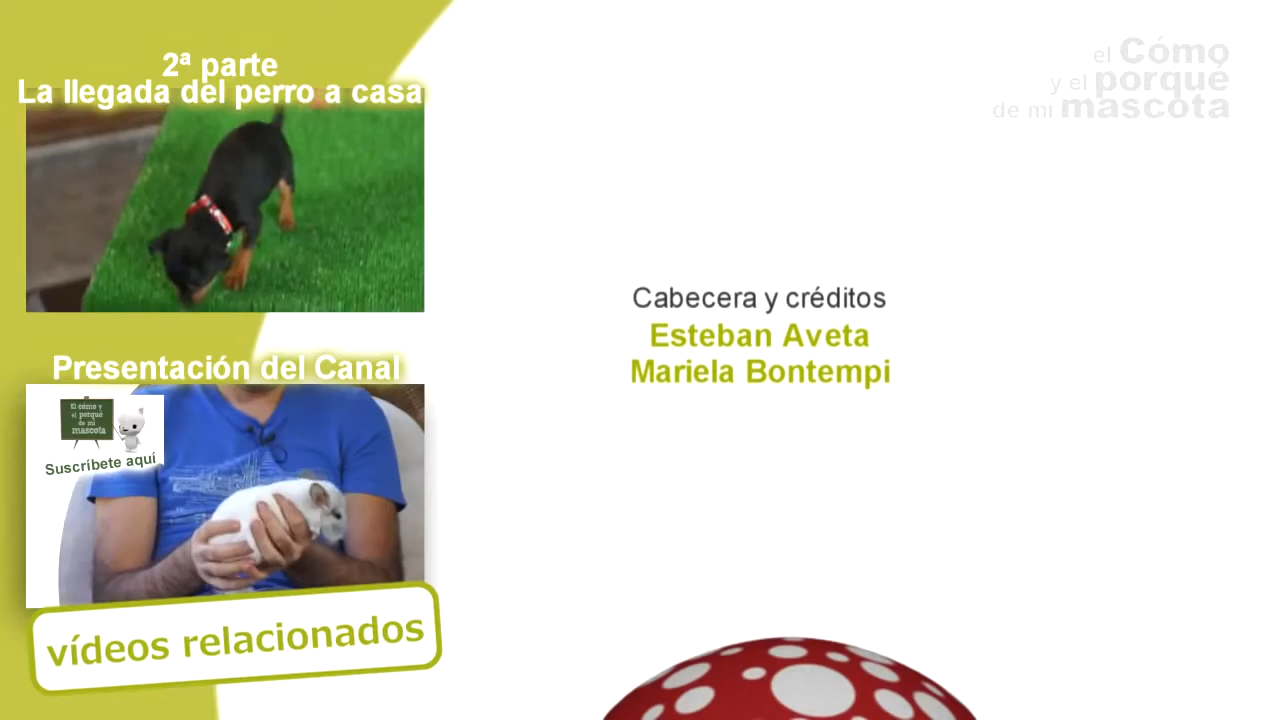 2ª parte
La llegada del perro a casa
el Cómo
y el porqué
de mi mascota
Cabecera y créditos
Esteban Aveta
Mariela Bontempi
Presentación del Canal
El cómo y
el porqué
de mi
mascota
Suscríbete aquí
vídeos relacionados